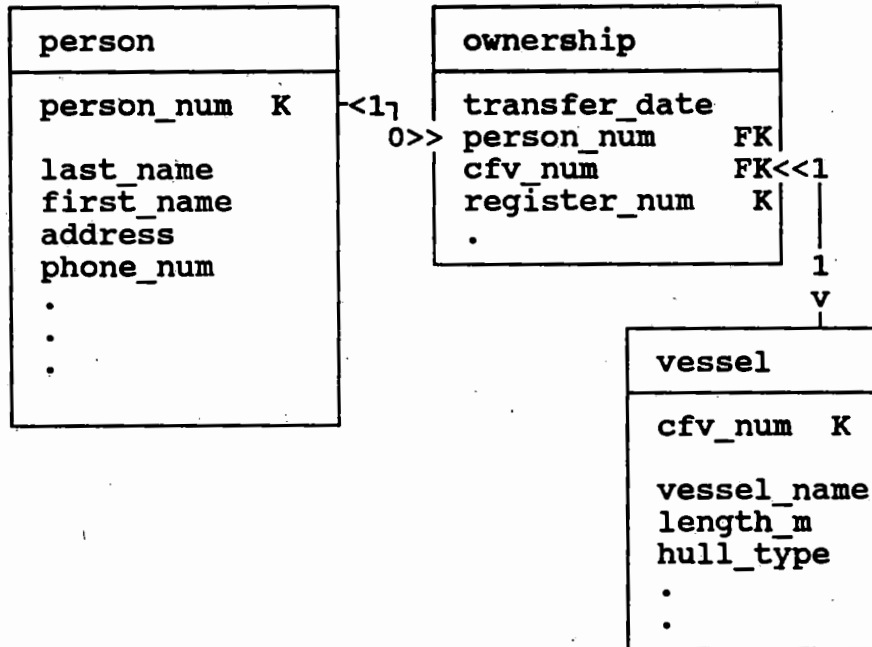 person
person_num K <1
last_name
first_name
address
phone_num
.
.
.
ownership
transfer_date
0>> person_num FK
cfv_num FK<<1
register_num K
.
1
v
vessel
cfv_num K
vessel_name
length_m
hull_type
.
.